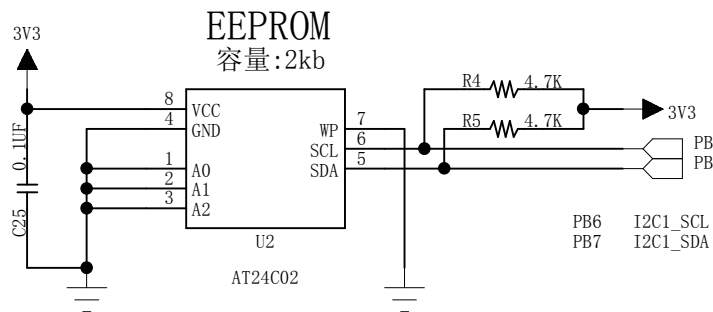 EEPROM
容量:2kb
3V3
8 VCC
4 GND
1 A0
2 A1
3 A2
WP 7
SCL 6
SDA 5
U2
AT24C02
0.1UF
C25
R4 4.7K
R5 4.7K
3V3
PB
PB
PB6 I2C1_SCL
PB7 I2C1_SDA